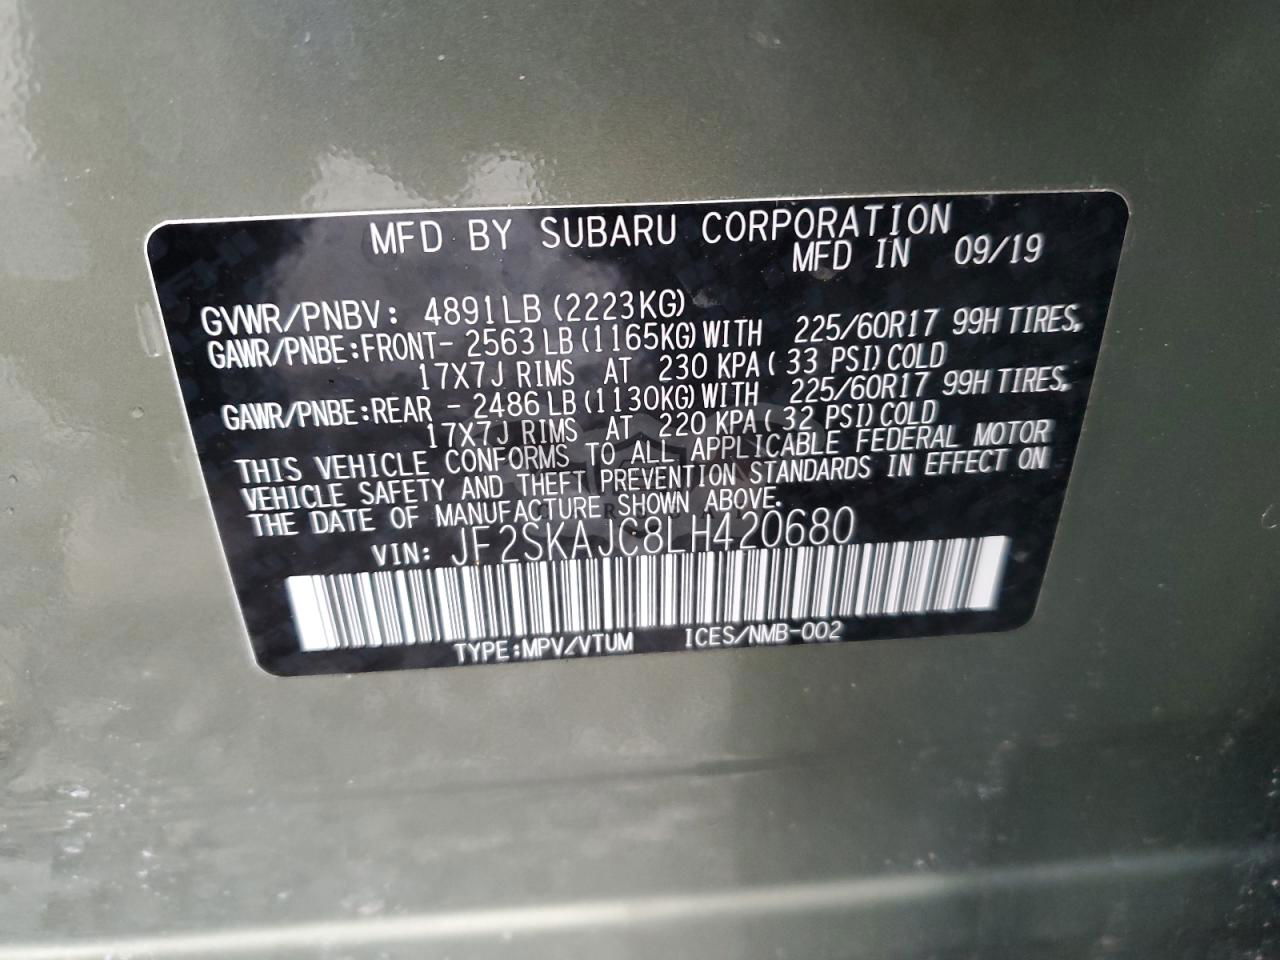 MFD BY SUBARU CORPORATION
MFD IN 09/19
GVWR/PNBV: 4891LB (2223KG)
GAWR/PNBE:FRONT- 2563LB (1165KG) WITH 225/60R17 99H TIRES,
17X7J RIMS AT 230 KPA ( 33 PSI) COLD
GAWR/PNBE:REAR - 2486LB (1130KG) WITH 225/60R17 99H TIRES,
17X7J RIMS AT 220 KPA ( 32 PSI) COLD
THIS VEHICLE CONFORMS TO ALL APPLICABLE FEDERAL MOTOR
VEHICLE SAFETY AND THEFT PREVENTION STANDARDS IN EFFECT ON
THE DATE OF MANUFACTURE SHOWN ABOVE.
VIN: JF2SKAJC8LH420680
TYPE:MPV/VTUM ICES/NMB-002